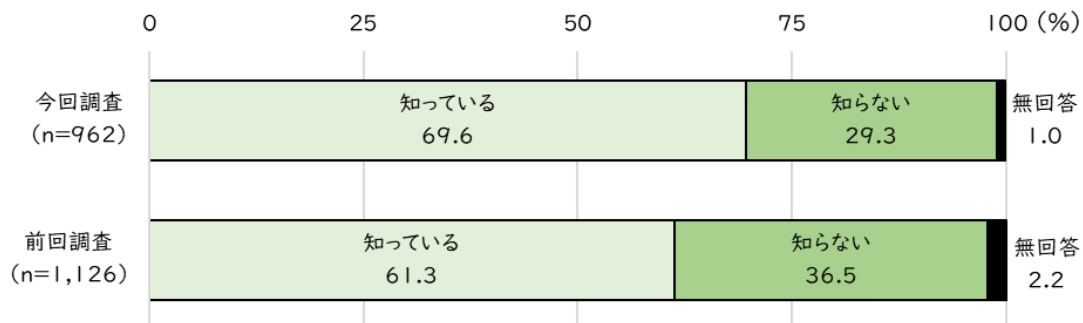 0 25 50 75 100 (%)
今回調査
(n=962)
知っている
69.6
知らない
29.3
無回答
1.0
前回調査
(n=1,126)
知っている
61.3
知らない
36.5
無回答
2.2